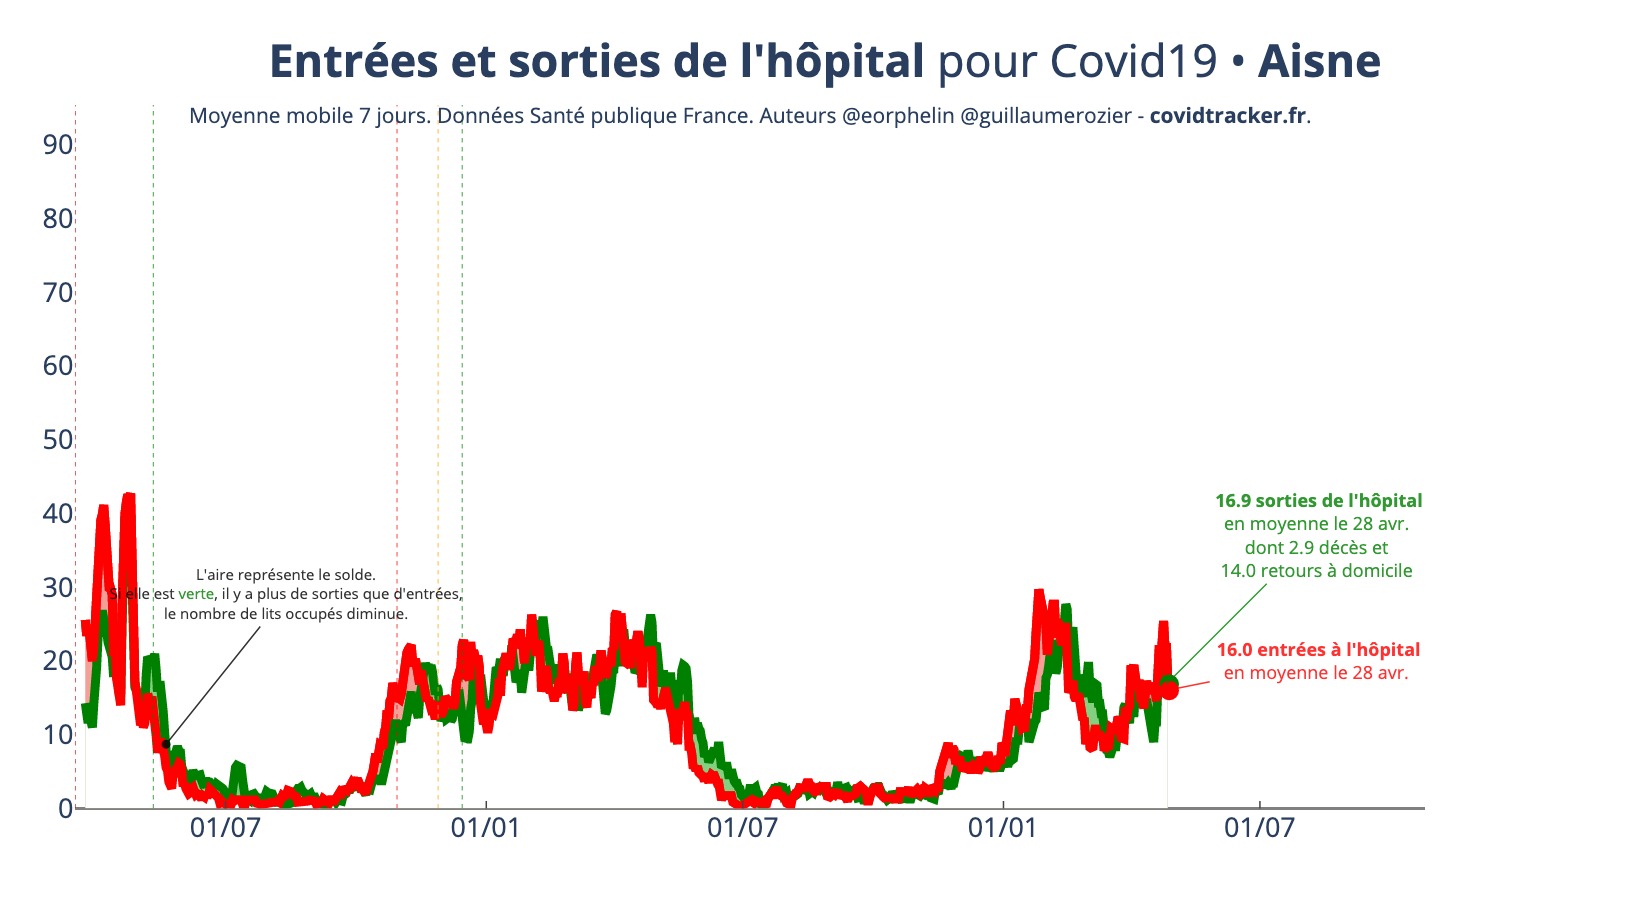 Entrées et sorties de l'hôpital pour Covid19 • Aisne
Moyenne mobile 7 jours. Données Santé publique France. Auteurs @eorphelin @guillaumerozier - covidtracker.fr.
90
80
70
60
50
40
30
20
10
0
L'aire représente le solde.
Si elle est verte, il y a plus de sorties que d'entrées,
le nombre de lits occupés diminue.
16.9 sorties de l'hôpital
en moyenne le 28 avr.
dont 2.9 décès et
14.0 retours à domicile
16.0 entrées à l'hôpital
en moyenne le 28 avr.
01/07
01/01
01/07
01/01
01/07